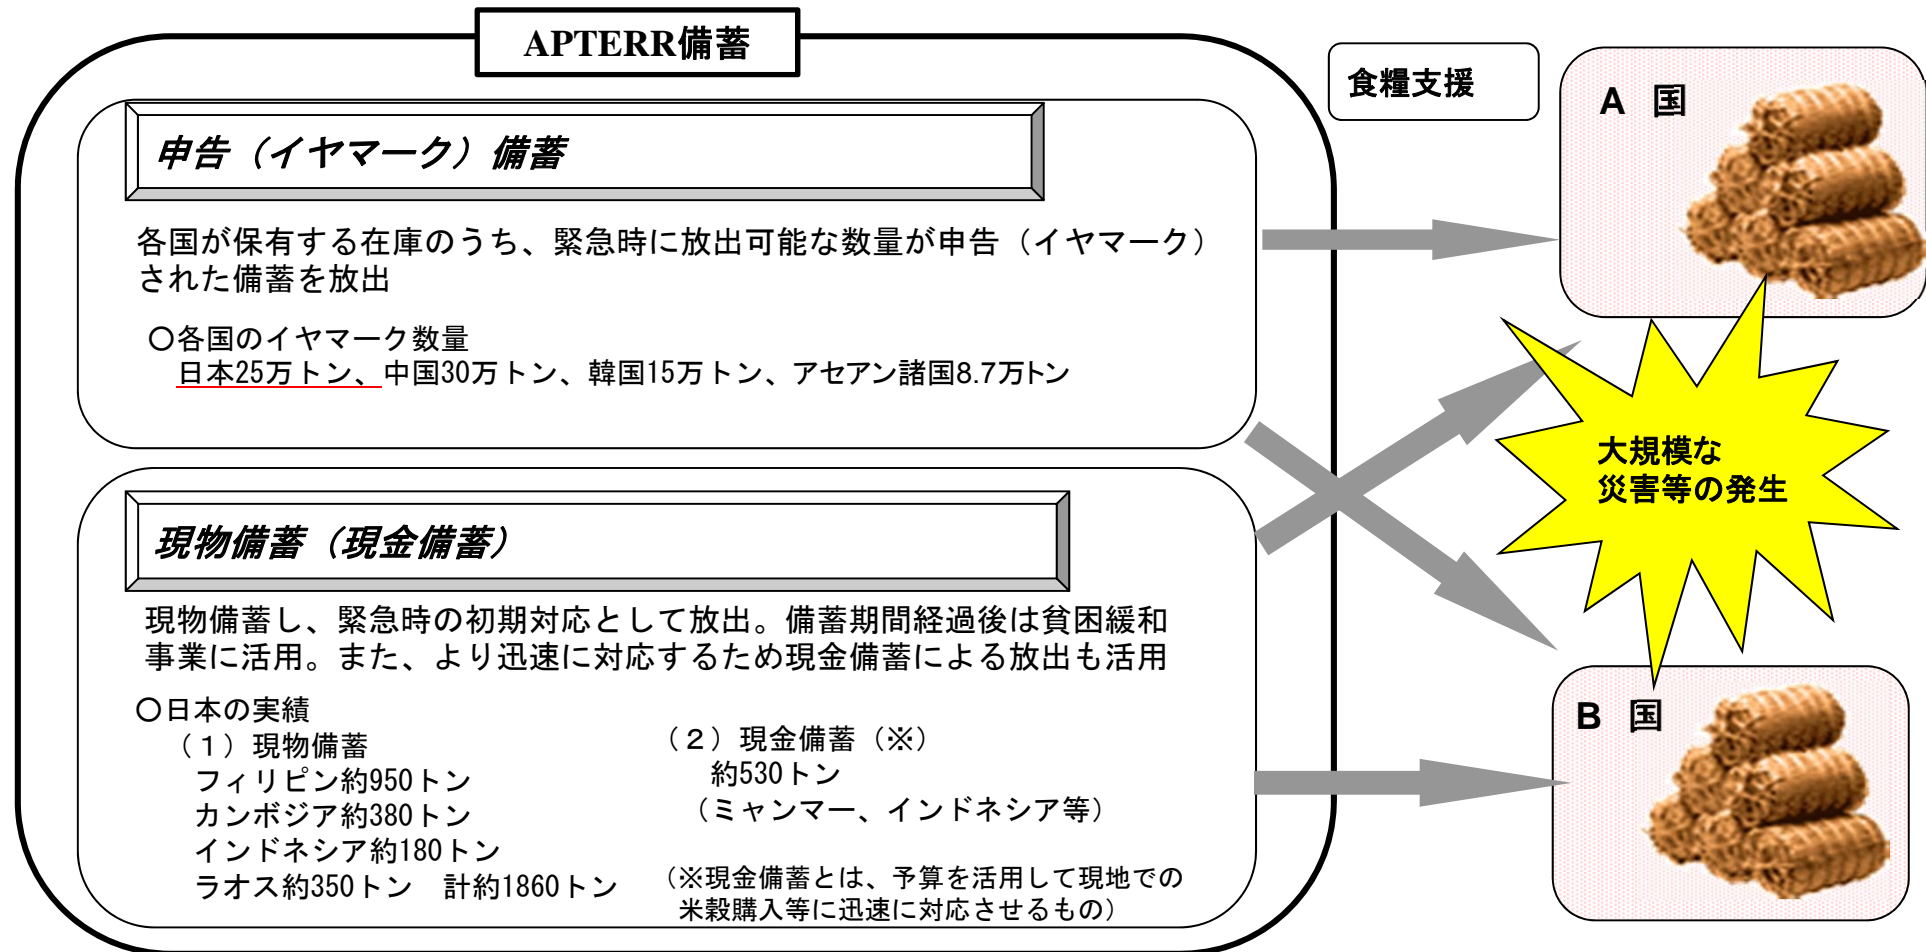 APTERR備蓄
申告（イヤマーク）備蓄
各国が保有する在庫のうち、緊急時に放出可能な数量が申告（イヤマーク）
された備蓄を放出
〇各国のイヤマーク数量
日本25万トン、中国30万トン、韓国15万トン、アセアン諸国8.7万トン
現物備蓄（現金備蓄）
現物備蓄し、緊急時の初期対応として放出。備蓄期間経過後は貧困緩和
事業に活用。また、より迅速に対応するため現金備蓄による放出も活用
〇日本の実績
（１）現物備蓄
フィリピン約950トン
カンボジア約380トン
インドネシア約180トン
ラオス約350トン　計約1860トン
（２）現金備蓄（※）
約530トン
（ミャンマー、インドネシア等）
（※現金備蓄とは、予算を活用して現地での
米穀購入等に迅速に対応させるもの）
食糧支援
A 国
大規模な
災害等の発生
B 国